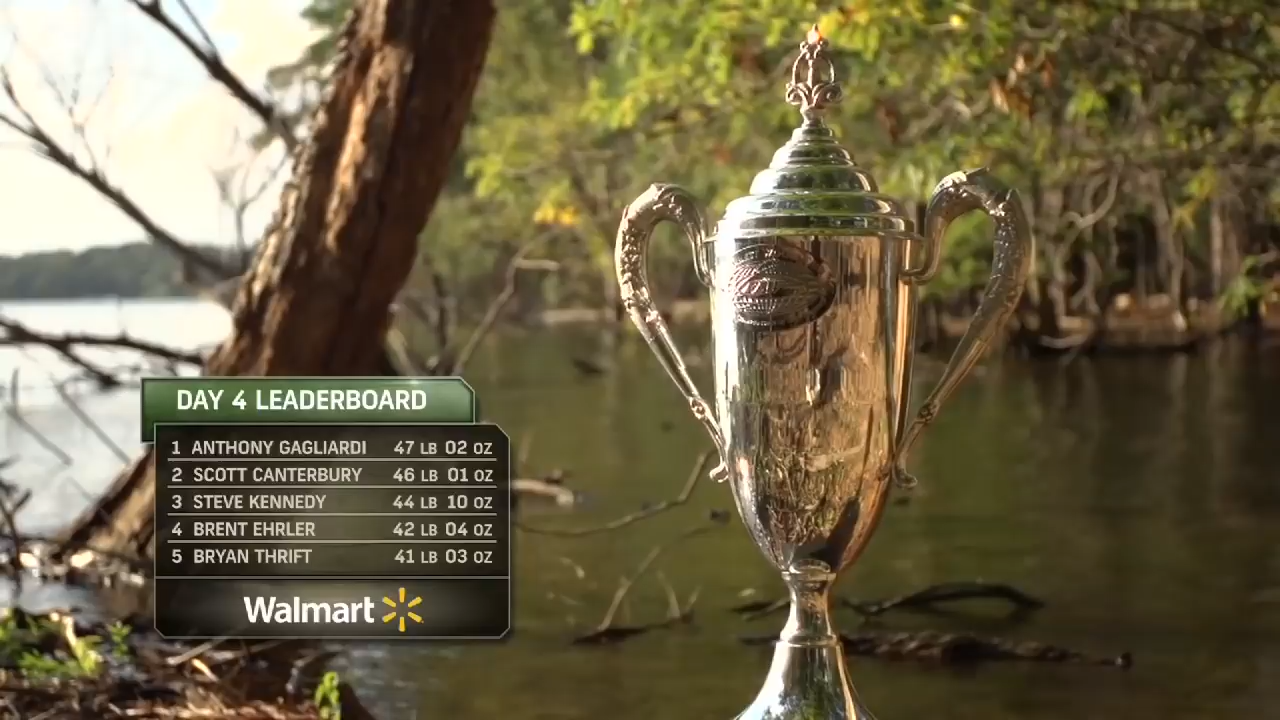 DAY 4 LEADERBOARD
1 ANTHONY GAGLIARDI 47 LB 02 OZ
2 SCOTT CANTERBURY 46 LB 01 OZ
3 STEVE KENNEDY 44 LB 10 OZ
4 BRENT EHRLER 42 LB 04 OZ
5 BRYAN THRIFT 41 LB 03 OZ
Walmart